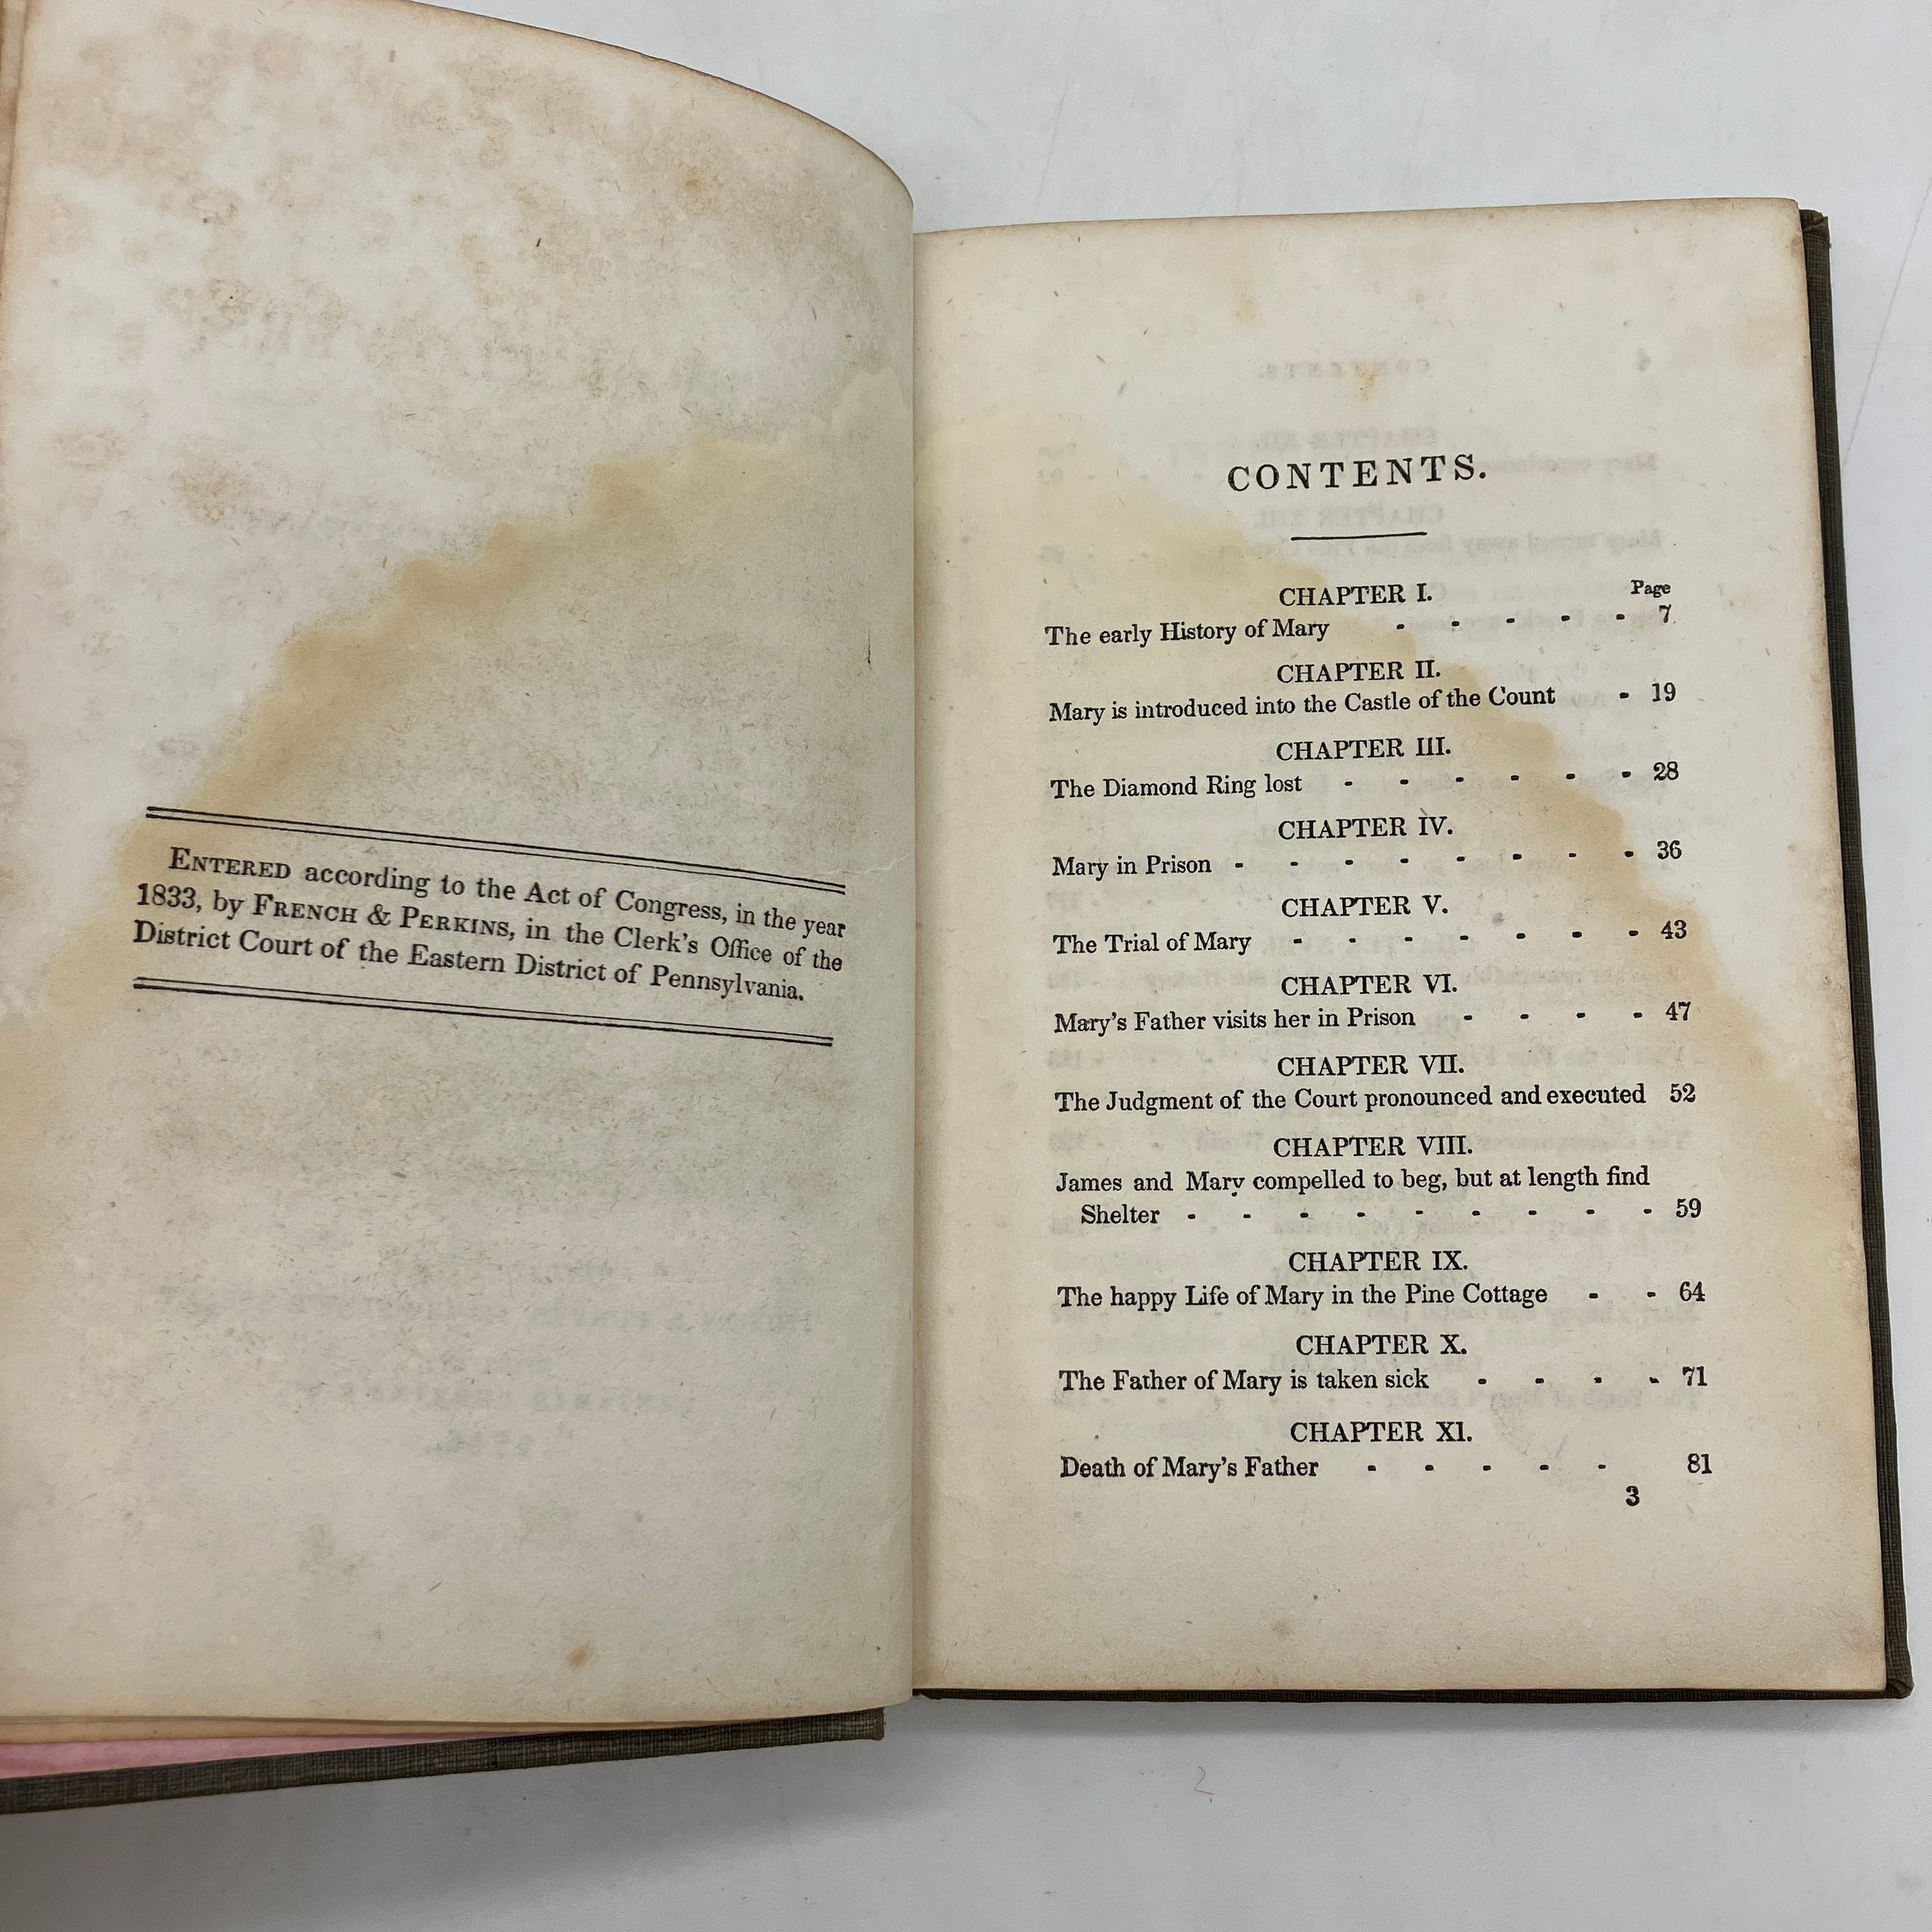 ENTERED according to the Act of Congress, in the year
1833, by FRENCH & PERKINS, in the Clerk's Office of the
District Court of the Eastern District of Pennsylvania.
CONTENTS.
CHAPTER I. Page
The early History of Mary - - - - - 7
CHAPTER II.
Mary is introduced into the Castle of the Count - 19
CHAPTER III.
The Diamond Ring lost - - - - - - 28
CHAPTER IV.
Mary in Prison - - - - - - - - 36
CHAPTER V.
The Trial of Mary - - - - - - - 43
CHAPTER VI.
Mary's Father visits her in Prison - - - - 47
CHAPTER VII.
The Judgment of the Court pronounced and executed 52
CHAPTER VIII.
James and Mary compelled to beg, but at length find
Shelter - - - - - - - - - 59
CHAPTER IX.
The happy Life of Mary in the Pine Cottage - - 64
CHAPTER X.
The Father of Mary is taken sick - - - - 71
CHAPTER XI.
Death of Mary's Father - - - - - 81
3